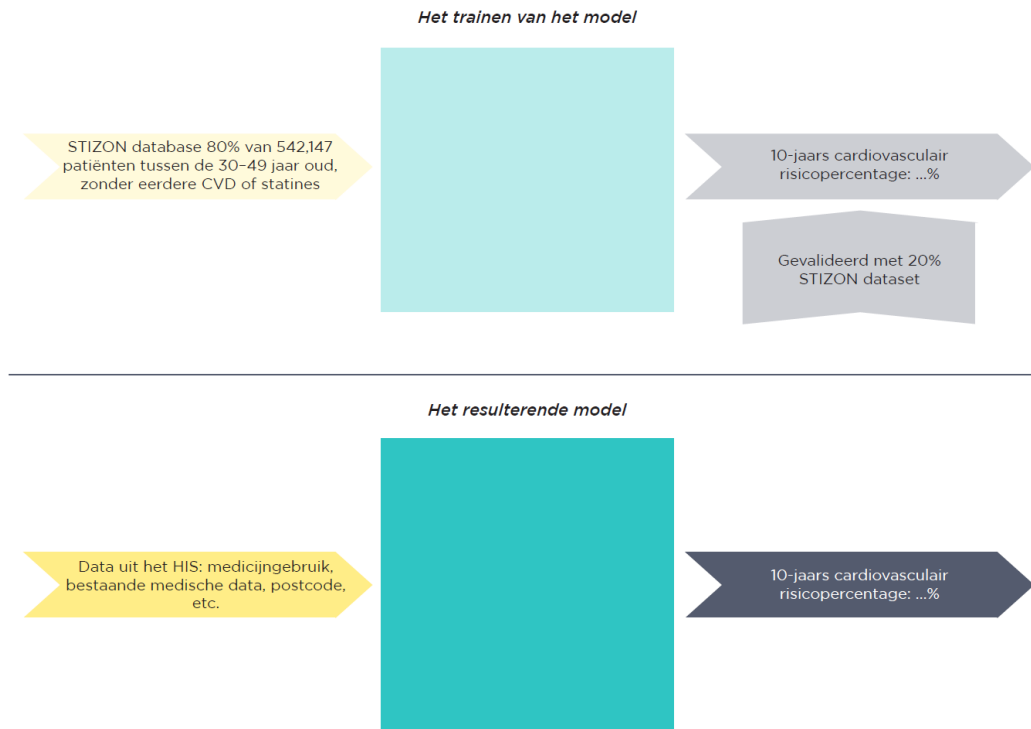 Het trainen van het model
STIZON database 80% van 542,147
patiënten tussen de 30–49 jaar oud,
zonder eerdere CVD of statines
10-jaars cardiovasculair
risicopercentage: ...%
Gevalideerd met 20%
STIZON dataset
Het resulterende model
Data uit het HIS: medicijngebruik,
bestaande medische data, postcode,
etc.
10-jaars cardiovasculair
risicopercentage: ...%